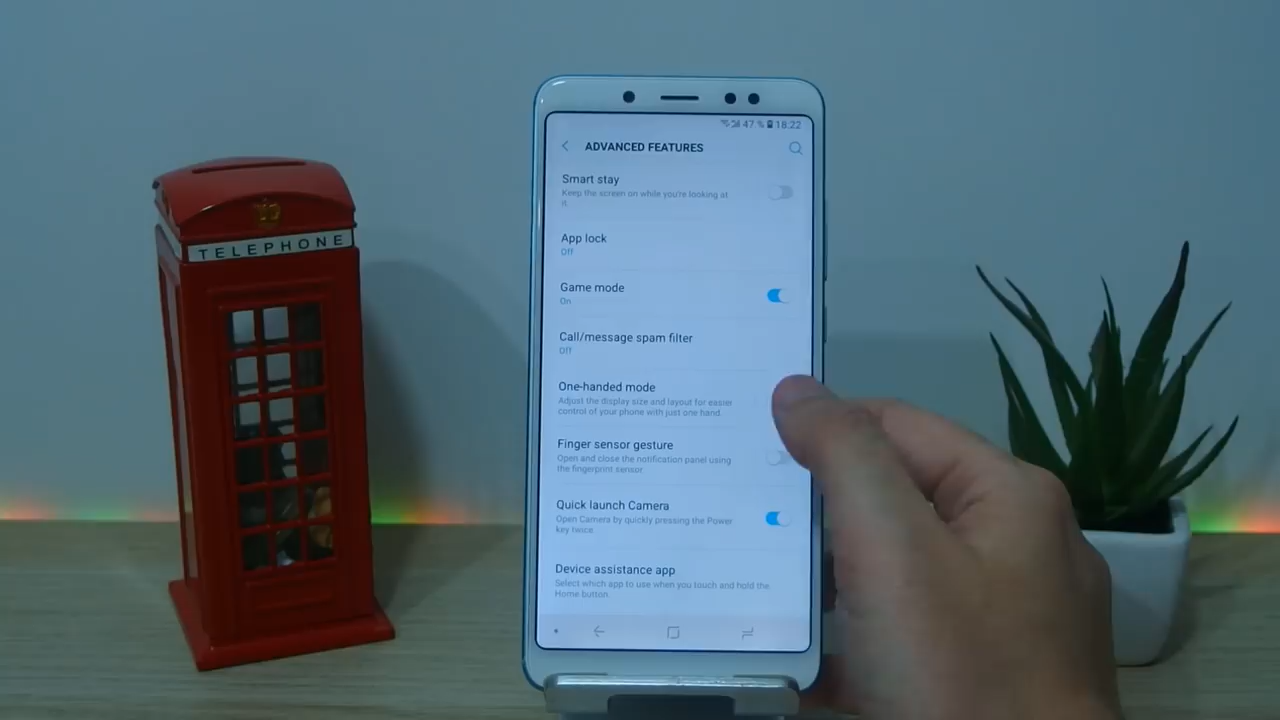 TELEPHONE
47 % 18:22
ADVANCED FEATURES
Smart stay
Keep the screen on while you're looking at
it.
App lock
Off
Game mode
On
Call/message spam filter
Off
One-handed mode
Adjust the display size and layout for easier
control of your phone with just one hand.
Finger sensor gesture
Open and close the notification panel using
the fingerprint sensor.
Quick launch Camera
Open Camera by quickly pressing the Power
key twice.
Device assistance app
Select which app to use when you touch and hold the
Home button.